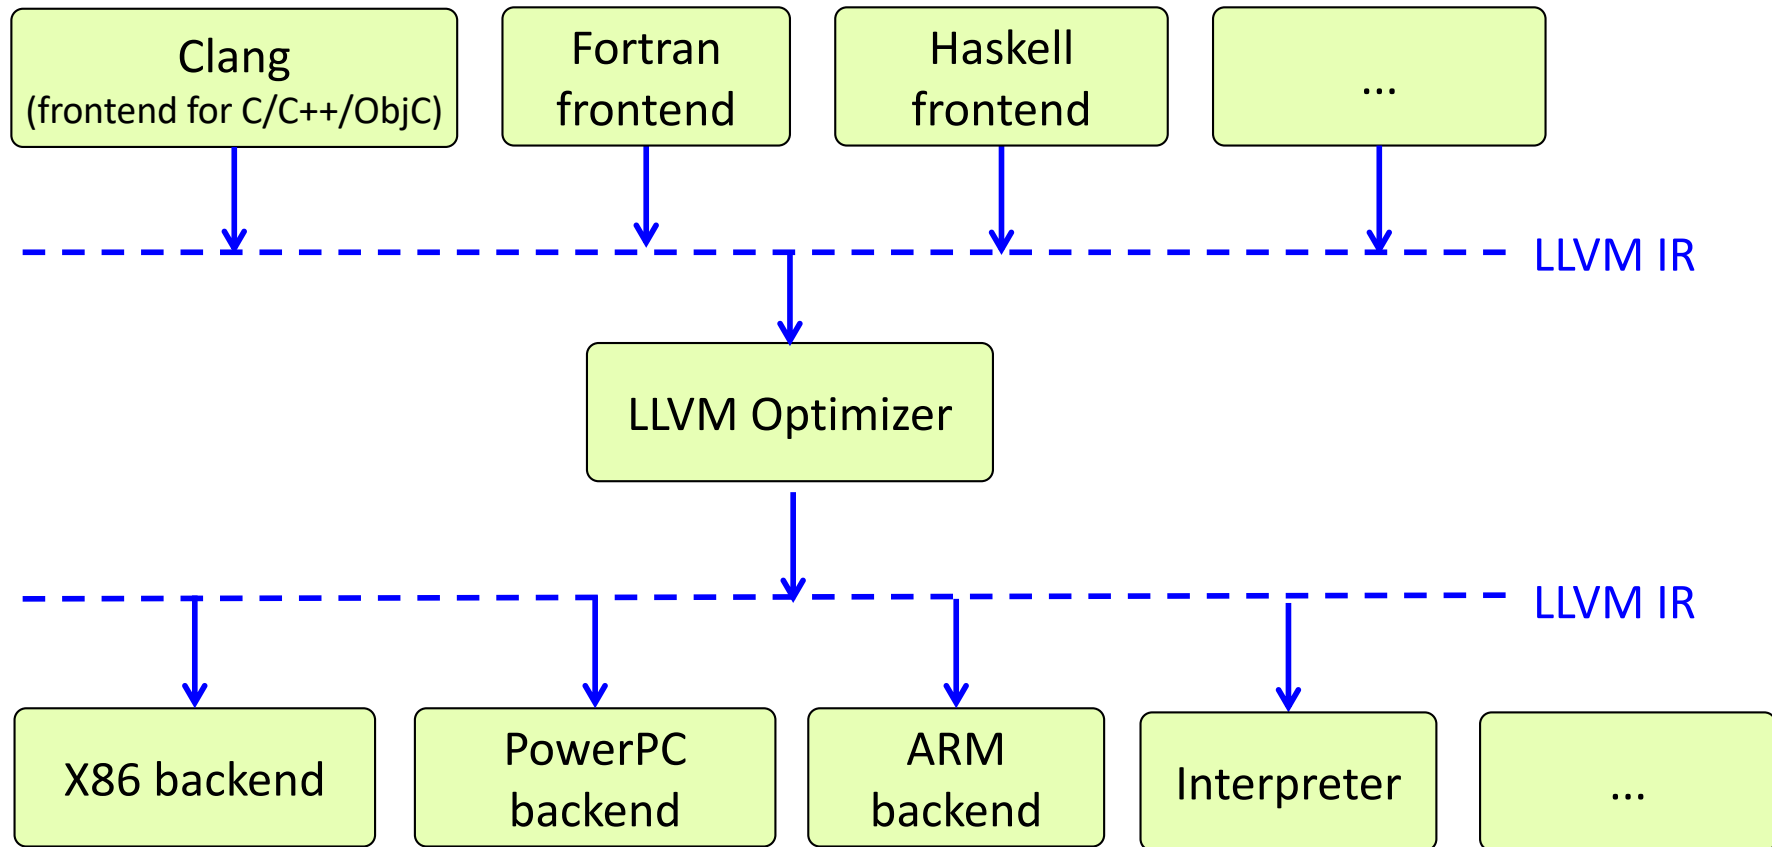 Clang
(frontend for C/C++/ObjC)
Fortran
frontend
Haskell
frontend
...
LLVM IR
LLVM Optimizer
LLVM IR
X86 backend
PowerPC
backend
ARM
backend
Interpreter
...